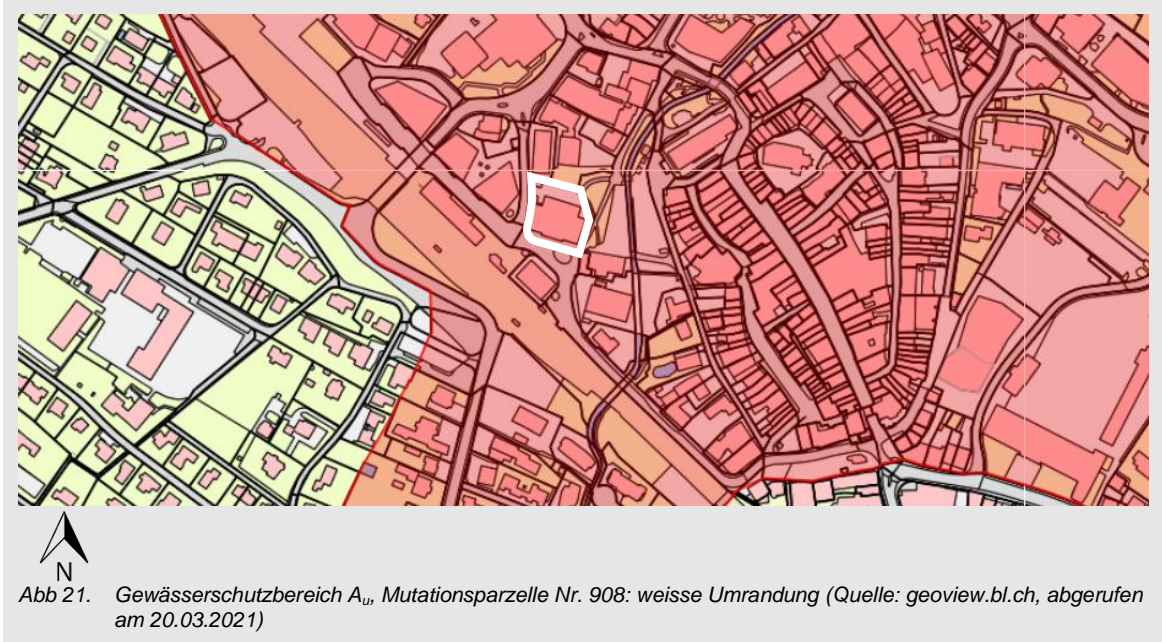 N
Abb 21. Gewässerschutzbereich Au, Mutationsparzelle Nr. 908: weisse Umrandung (Quelle: geoview.bl.ch, abgerufen
am 20.03.2021)